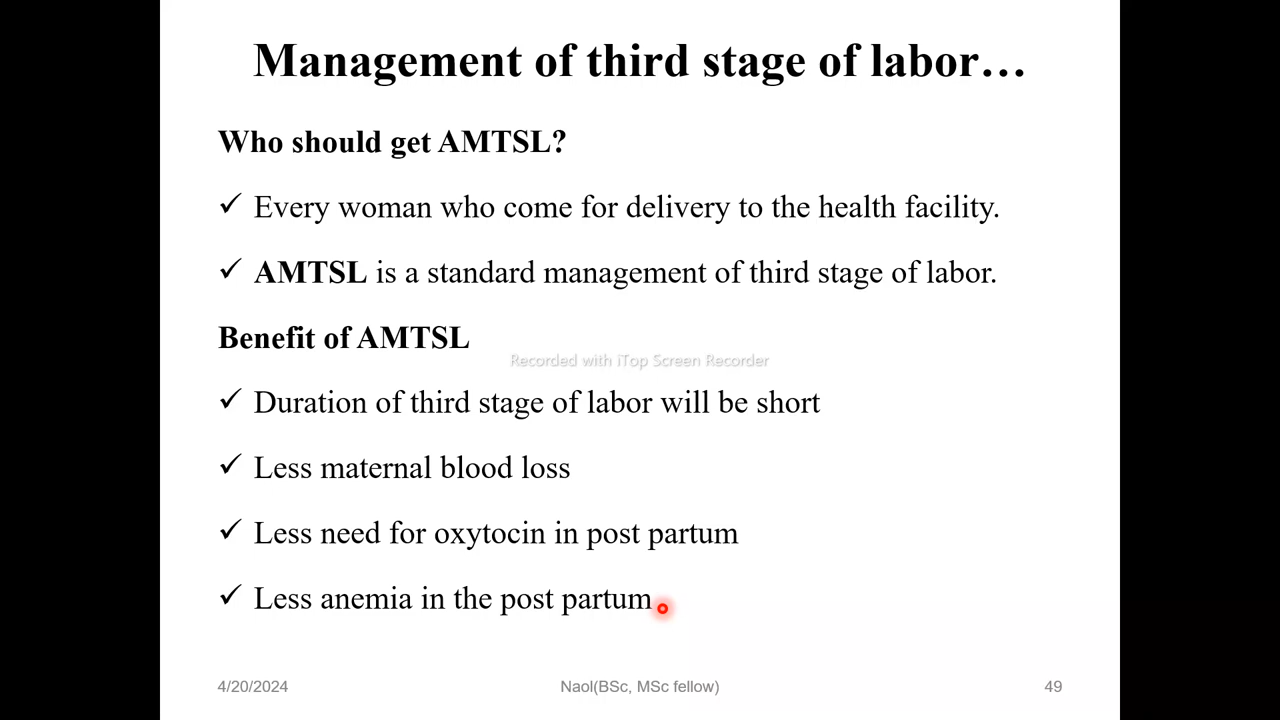 Management of third stage of labor…
Who should get AMTSL?
✓ Every woman who come for delivery to the health facility.
✓ AMTSL is a standard management of third stage of labor.
Benefit of AMTSL
Recorded with iTop Screen Recorder
✓ Duration of third stage of labor will be short
✓ Less maternal blood loss
✓ Less need for oxytocin in post partum
✓ Less anemia in the post partum
4/20/2024 Naol(BSc, MSc fellow) 49